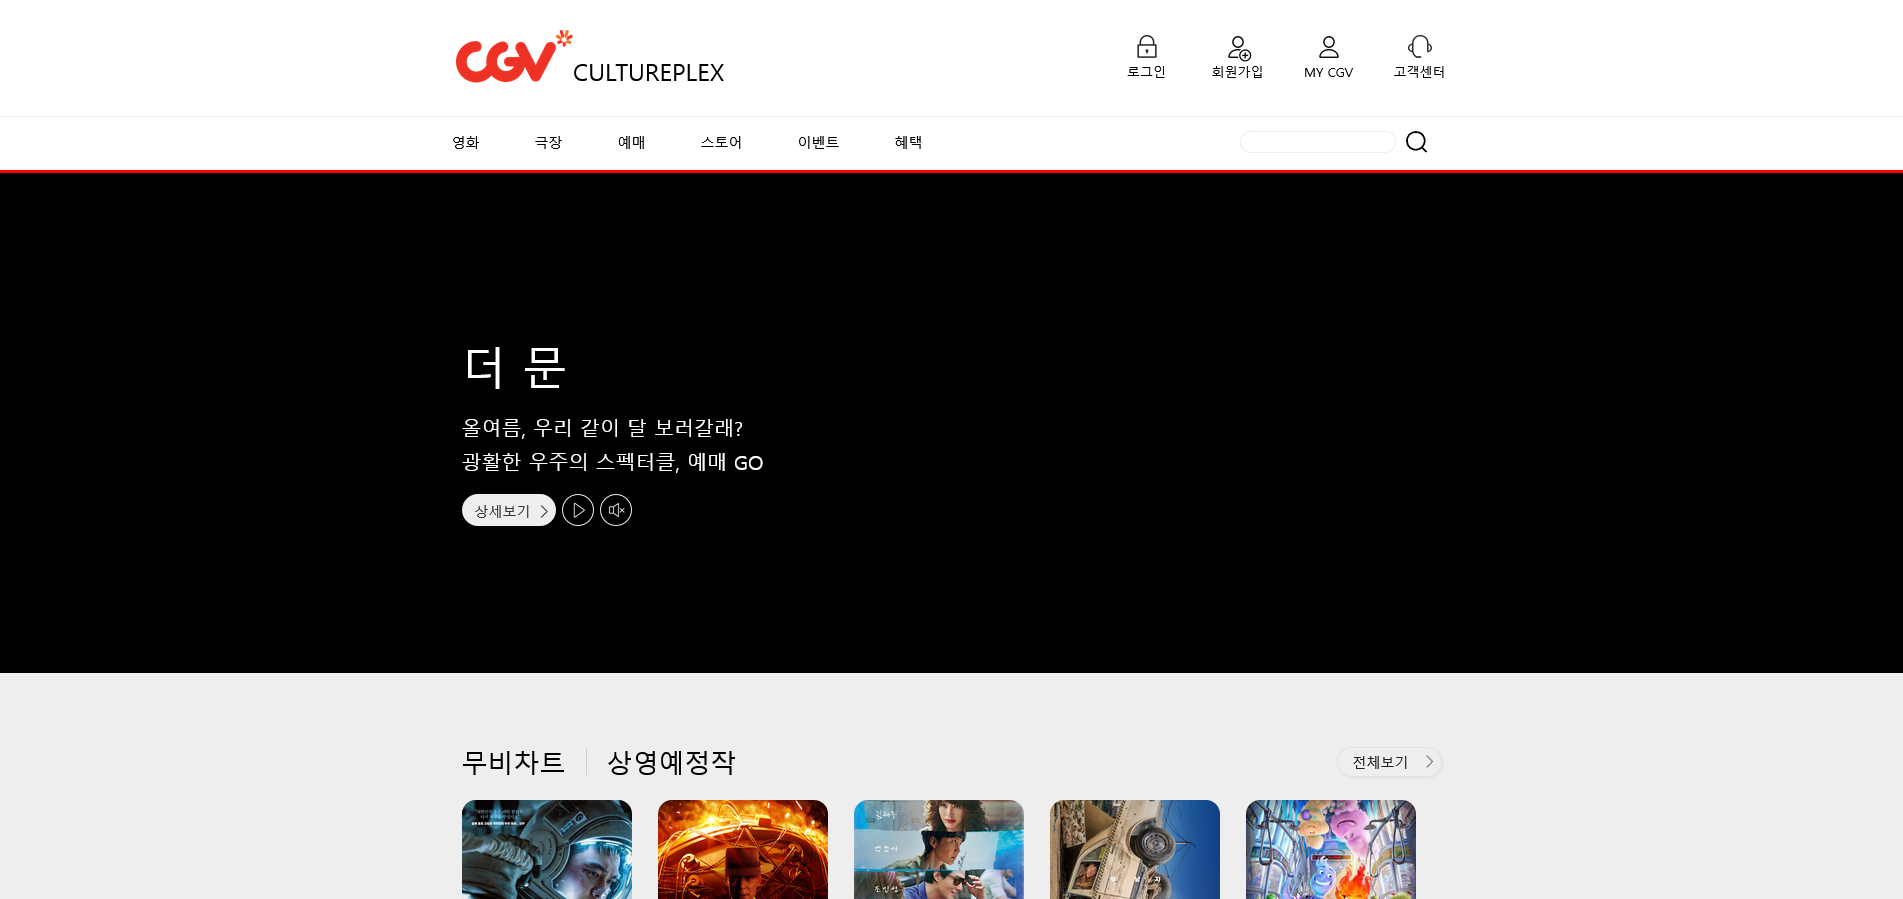 CGV CULTUREPLEX
로그인
회원가입
MY CGV
고객센터
영화
극장
예매
스토어
이벤트
혜택
더 문
올여름, 우리 같이 달 보러갈래?
광활한 우주의 스펙터클, 예매 GO
상세보기
무비차트
상영예정작
전체보기